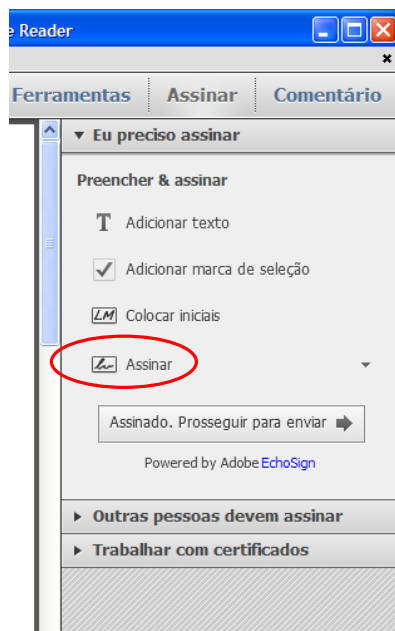 e Reader
Ferramentas Assinar Comentário
Eu preciso assinar
Preencher & assinar
T Adicionar texto
Adicionar marca de seleção
LM Colocar iniciais
Assinar
Assinado. Prosseguir para enviar
Powered by Adobe EchoSign
Outras pessoas devem assinar
Trabalhar com certificados